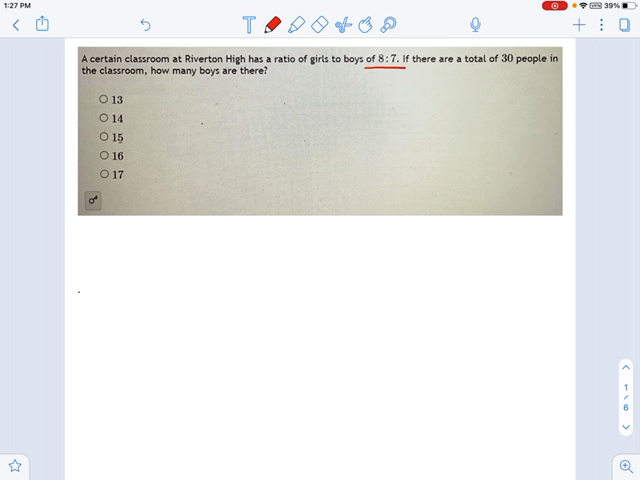 1:27 PM
VPN 39%
T
A certain classroom at Riverton High has a ratio of girls to boys of 8 : 7. If there are a total of 30 people in
the classroom, how many boys are there?
13
14
15
16
17
1
/
6